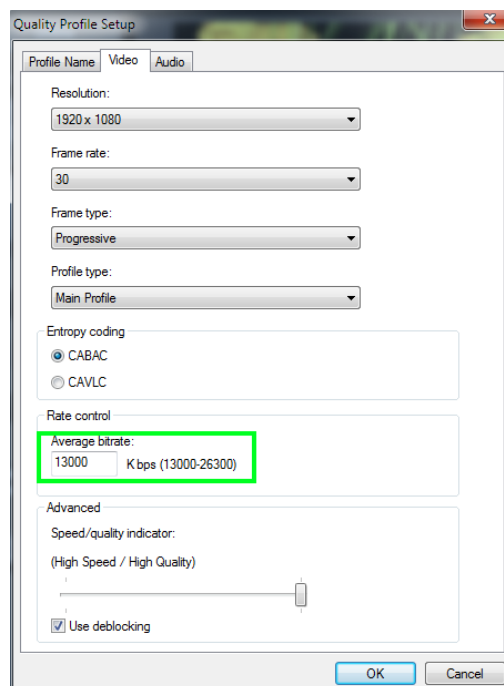 Quality Profile Setup
Profile Name Video Audio
Resolution:
1920 x 1080
Frame rate:
30
Frame type:
Progressive
Profile type:
Main Profile
Entropy coding
CABAC
CAVLC
Rate control
Average bitrate:
13000 Kbps (13000-26300)
Advanced
Speed/quality indicator:
(High Speed / High Quality)
Use deblocking
OK Cancel